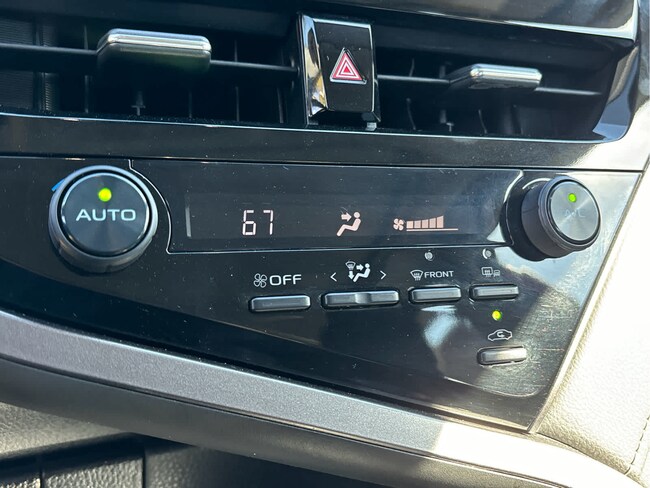 AUTO
67
A/C
OFF
< >
FRONT